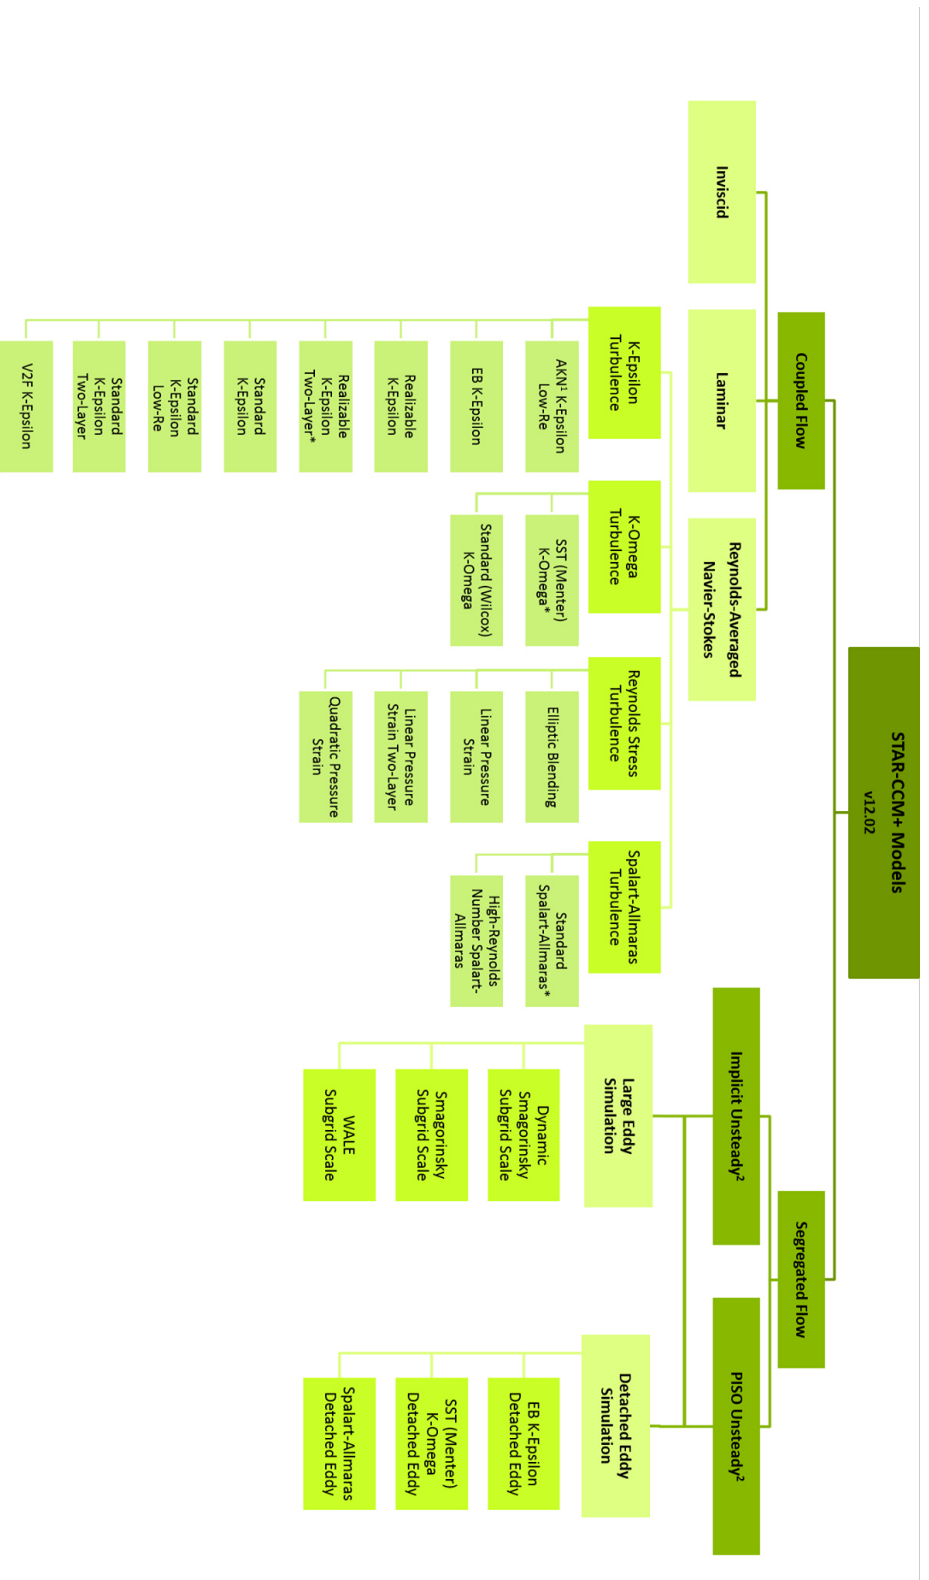 STAR-CCM+ Models
v12.02
Coupled Flow
Segregated Flow
Inviscid
Laminar
Reynolds-Averaged
Navier-Stokes
Implicit Unsteady²
PISO Unsteady²
K-Epsilon
Turbulence
K-Omega
Turbulence
Reynolds Stress
Turbulence
Spalart-Allmaras
Turbulence
Large Eddy
Simulation
Detached Eddy
Simulation
AKN¹ K-Epsilon
Low-Re
EB K-Epsilon
Realizable
K-Epsilon
Realizable
K-Epsilon
Two-Layer*
Standard
K-Epsilon
Standard
K-Epsilon
Low-Re
Standard
K-Epsilon
Two-Layer
V2F K-Epsilon
SST (Menter)
K-Omega*
Standard (Wilcox)
K-Omega
Elliptic Blending
Linear Pressure
Strain
Linear Pressure
Strain Two-Layer
Quadratic Pressure
Strain
Standard
Spalart-Allmaras*
High-Reynolds
Number Spalart-
Allmaras
Dynamic
Smagorinsky
Subgrid Scale
Smagorinsky
Subgrid Scale
WALE
Subgrid Scale
EB K-Epsilon
Detached Eddy
SST (Menter)
K-Omega
Detached Eddy
Spalart-Allmaras
Detached Eddy